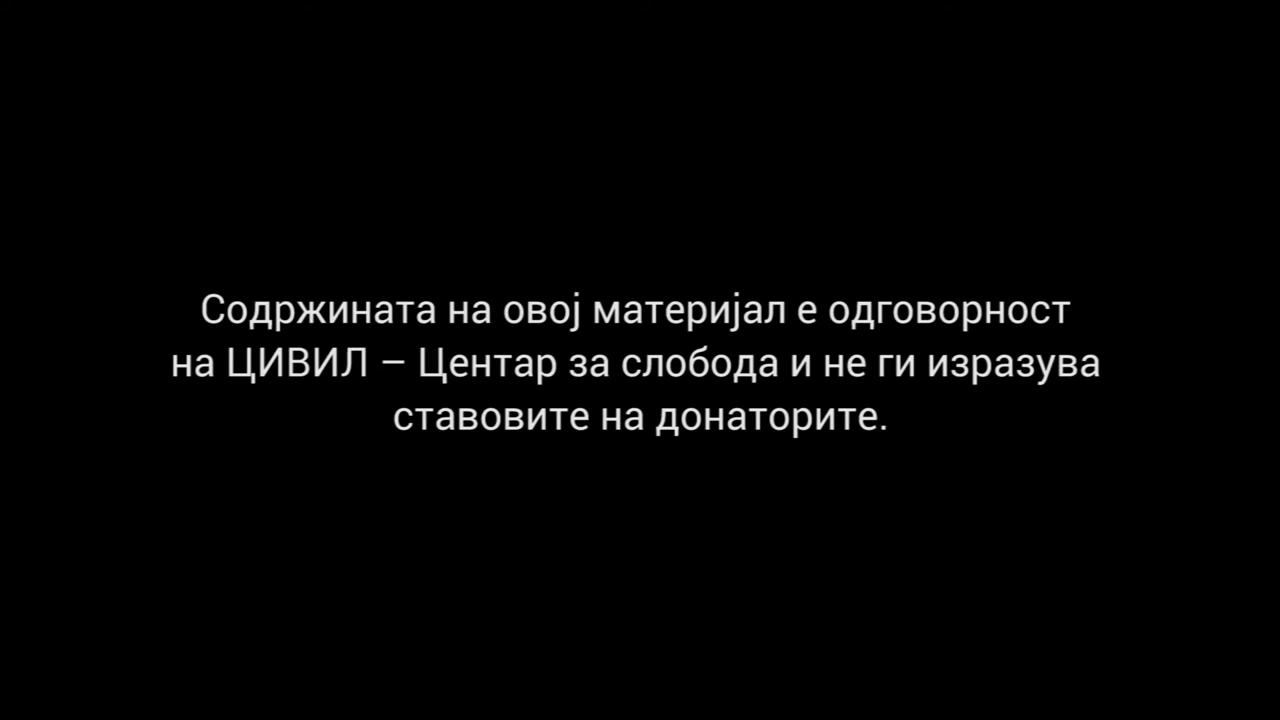 Содржината на овој материјал е одговорност
на ЦИВИЛ – Центар за слобода и не ги изразува
ставовите на донаторите.